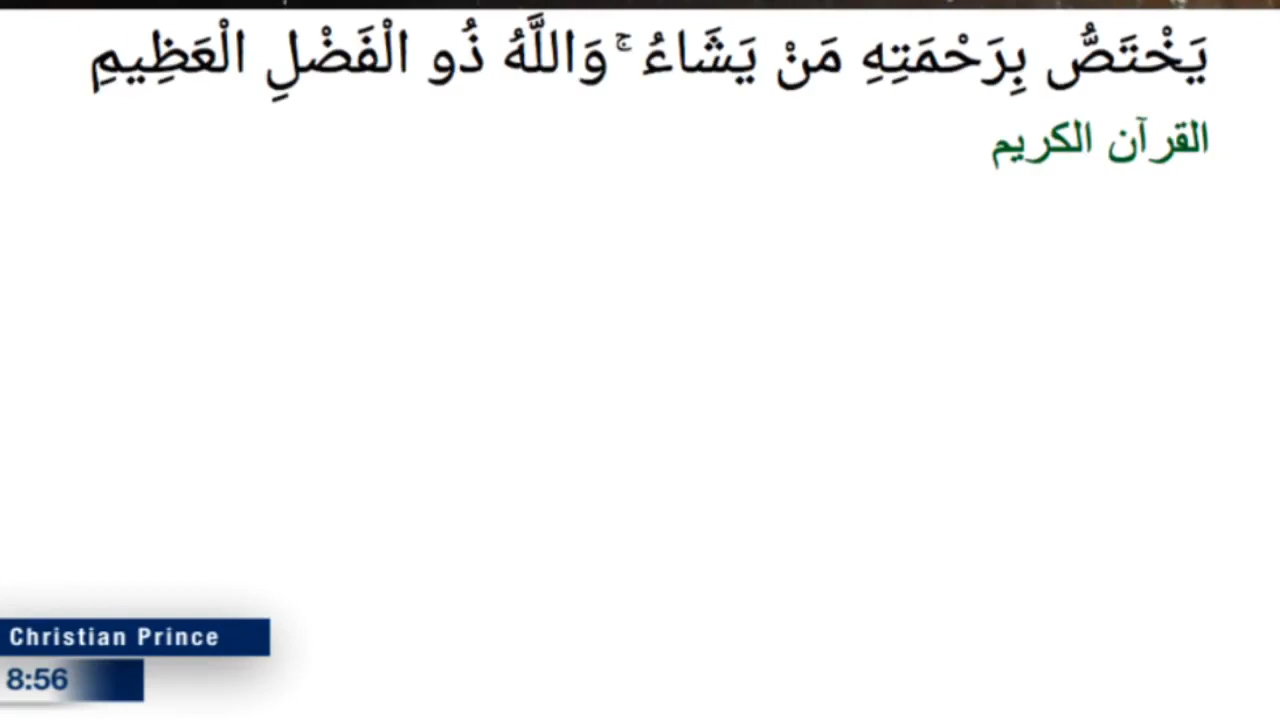 يَخْتَصُّ بِرَحْمَتِهِ مَنْ يَشَاءُ ۚ وَاللَّهُ ذُو الْفَضْلِ الْعَظِيمِ
القرآن الكريم
Christian Prince
8:56